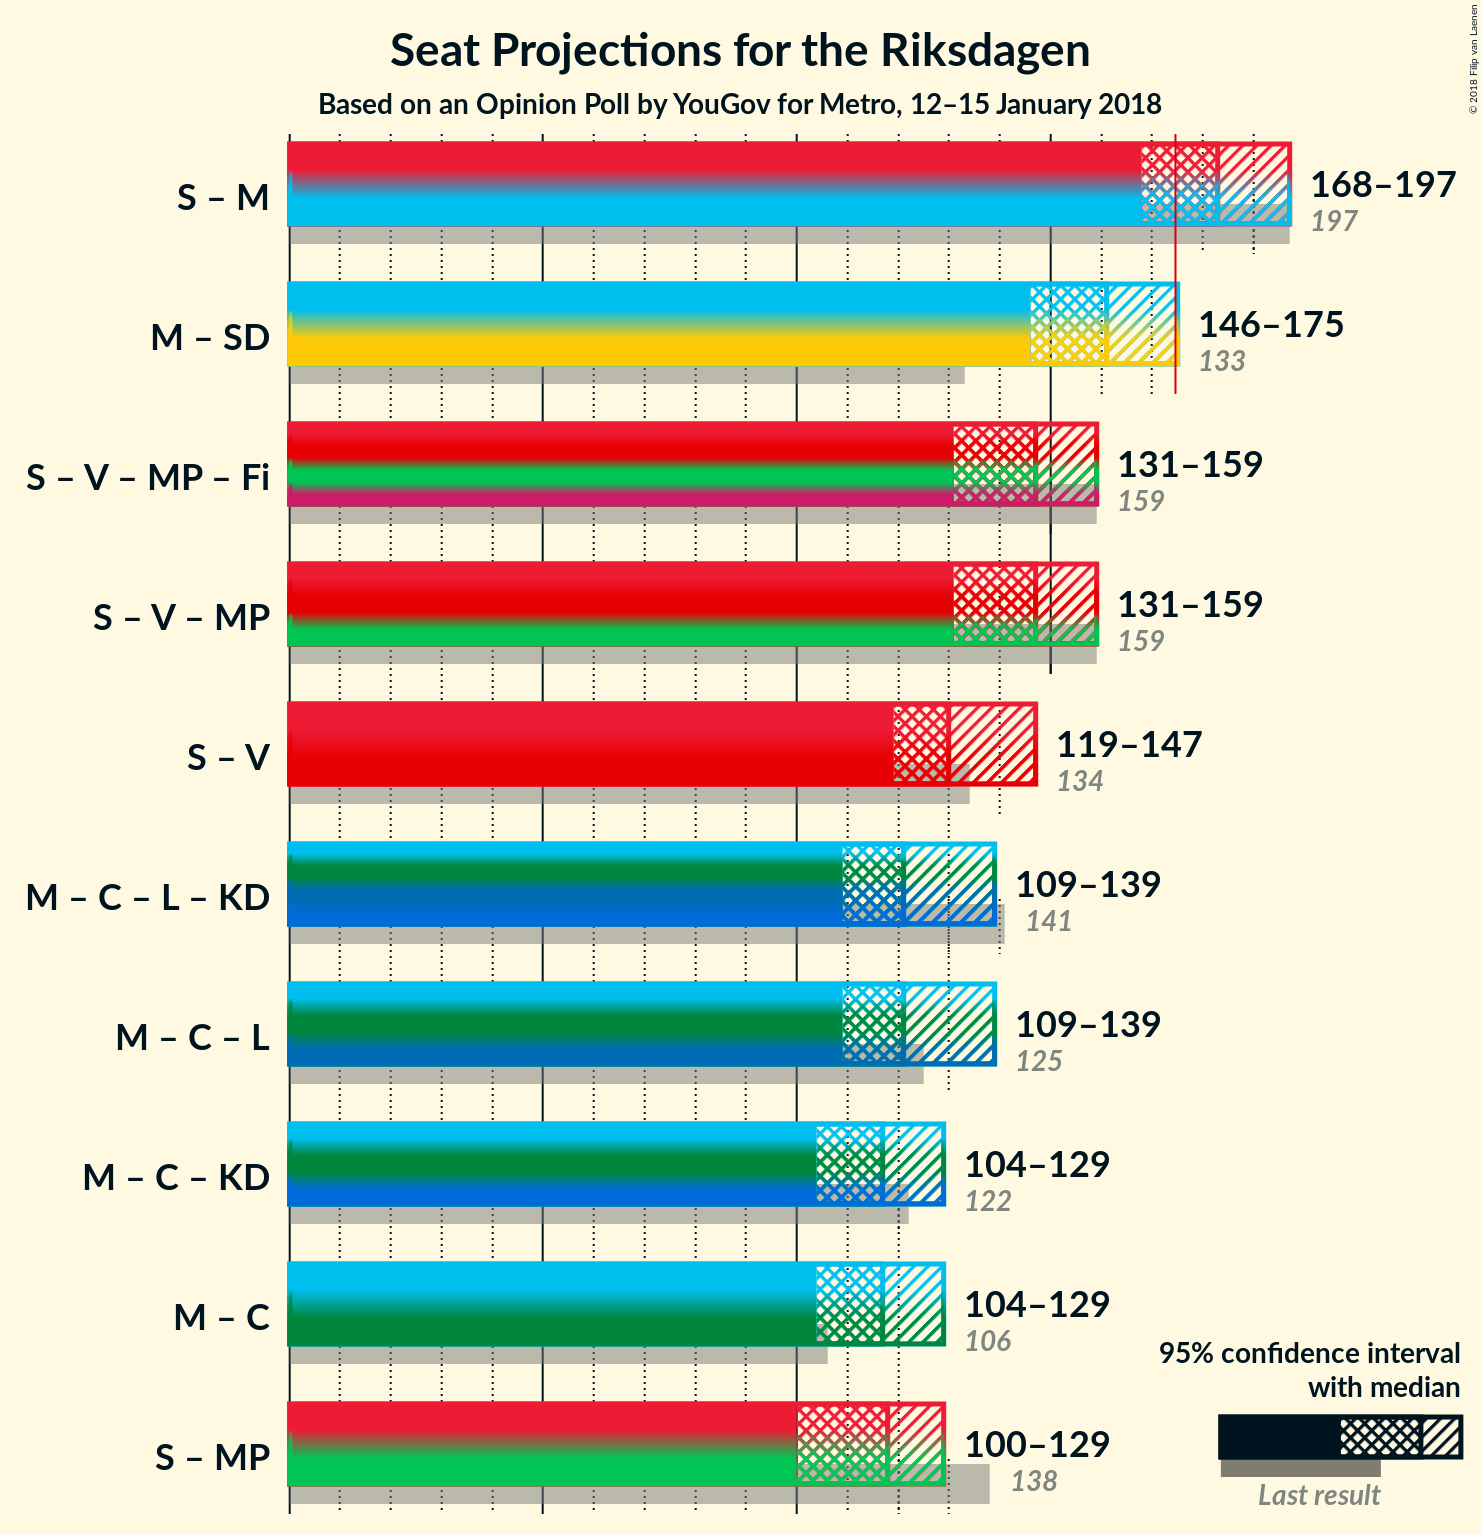 Seat Projections for the Riksdagen
Based on an Opinion Poll by YouGov for Metro, 12–15 January 2018
© 2018 Filip van Laenen
S – M
168–197
197
M – SD
146–175
133
S – V – MP – Fi
131–159
159
S – V – MP
131–159
159
S – V
119–147
134
M – C – L – KD
109–139
141
M – C – L
109–139
125
M – C – KD
104–129
122
M – C
104–129
106
S – MP
100–129
138
95% confidence interval
with median
Last result